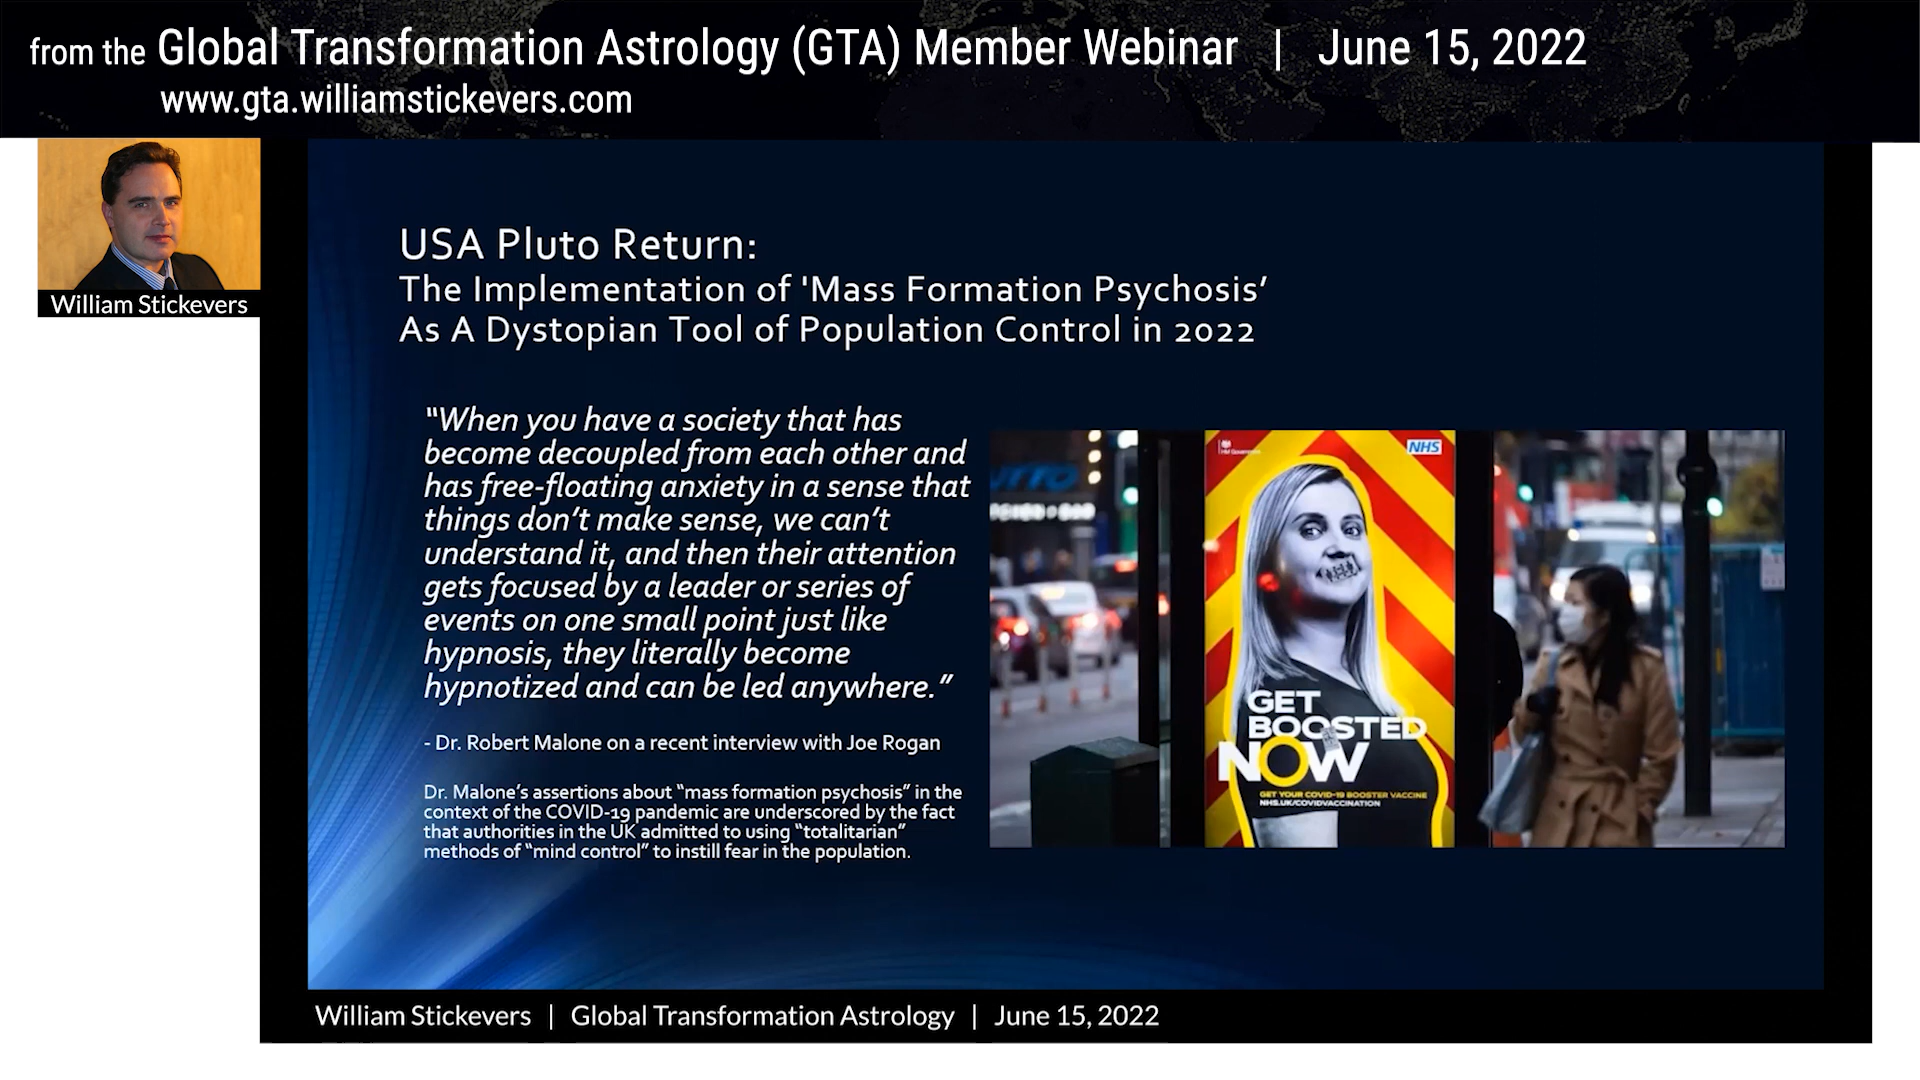 from the Global Transformation Astrology (GTA) Member Webinar | June 15, 2022
www.gta.williamstickevers.com
William Stickevers
USA Pluto Return:
The Implementation of 'Mass Formation Psychosis’
As A Dystopian Tool of Population Control in 2022
“When you have a society that has
become decoupled from each other and
has free-floating anxiety in a sense that
things don’t make sense, we can’t
understand it, and then their attention
gets focused by a leader or series of
events on one small point just like
hypnosis, they literally become
hypnotized and can be led anywhere.”
- Dr. Robert Malone on a recent interview with Joe Rogan
Dr. Malone’s assertions about “mass formation psychosis” in the
context of the COVID-19 pandemic are underscored by the fact
that authorities in the UK admitted to using “totalitarian”
methods of “mind control” to instill fear in the population.
HM Government
NHS
GET
BOOSTED
NOW
GET YOUR COVID-19 BOOSTER VACCINE
NHS.UK/COVIDVACCINATION
William Stickevers | Global Transformation Astrology | June 15, 2022